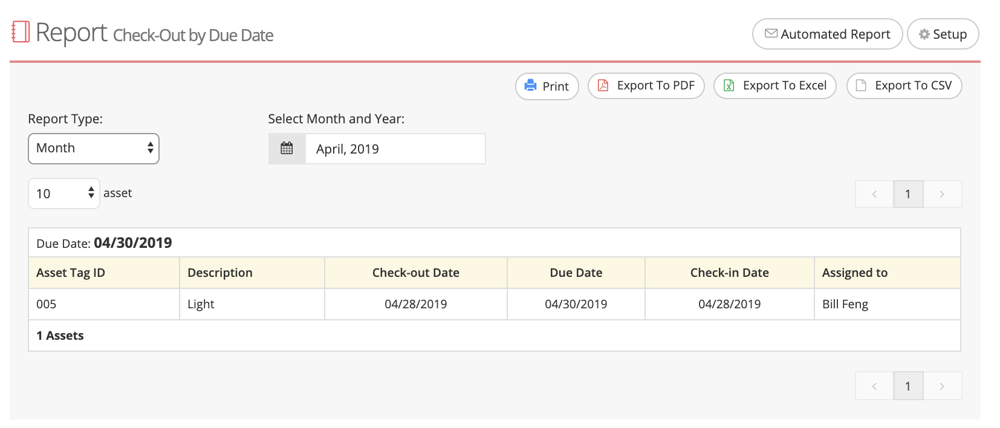 Report Check-Out by Due Date
Automated Report
Setup
Print
Export To PDF
Export To Excel
Export To CSV
Report Type:
Select Month and Year:
Month
April, 2019
10 asset
1
Due Date: 04/30/2019
Asset Tag ID Description Check-out Date Due Date Check-in Date Assigned to
005 Light 04/28/2019 04/30/2019 04/28/2019 Bill Feng
1 Assets
1